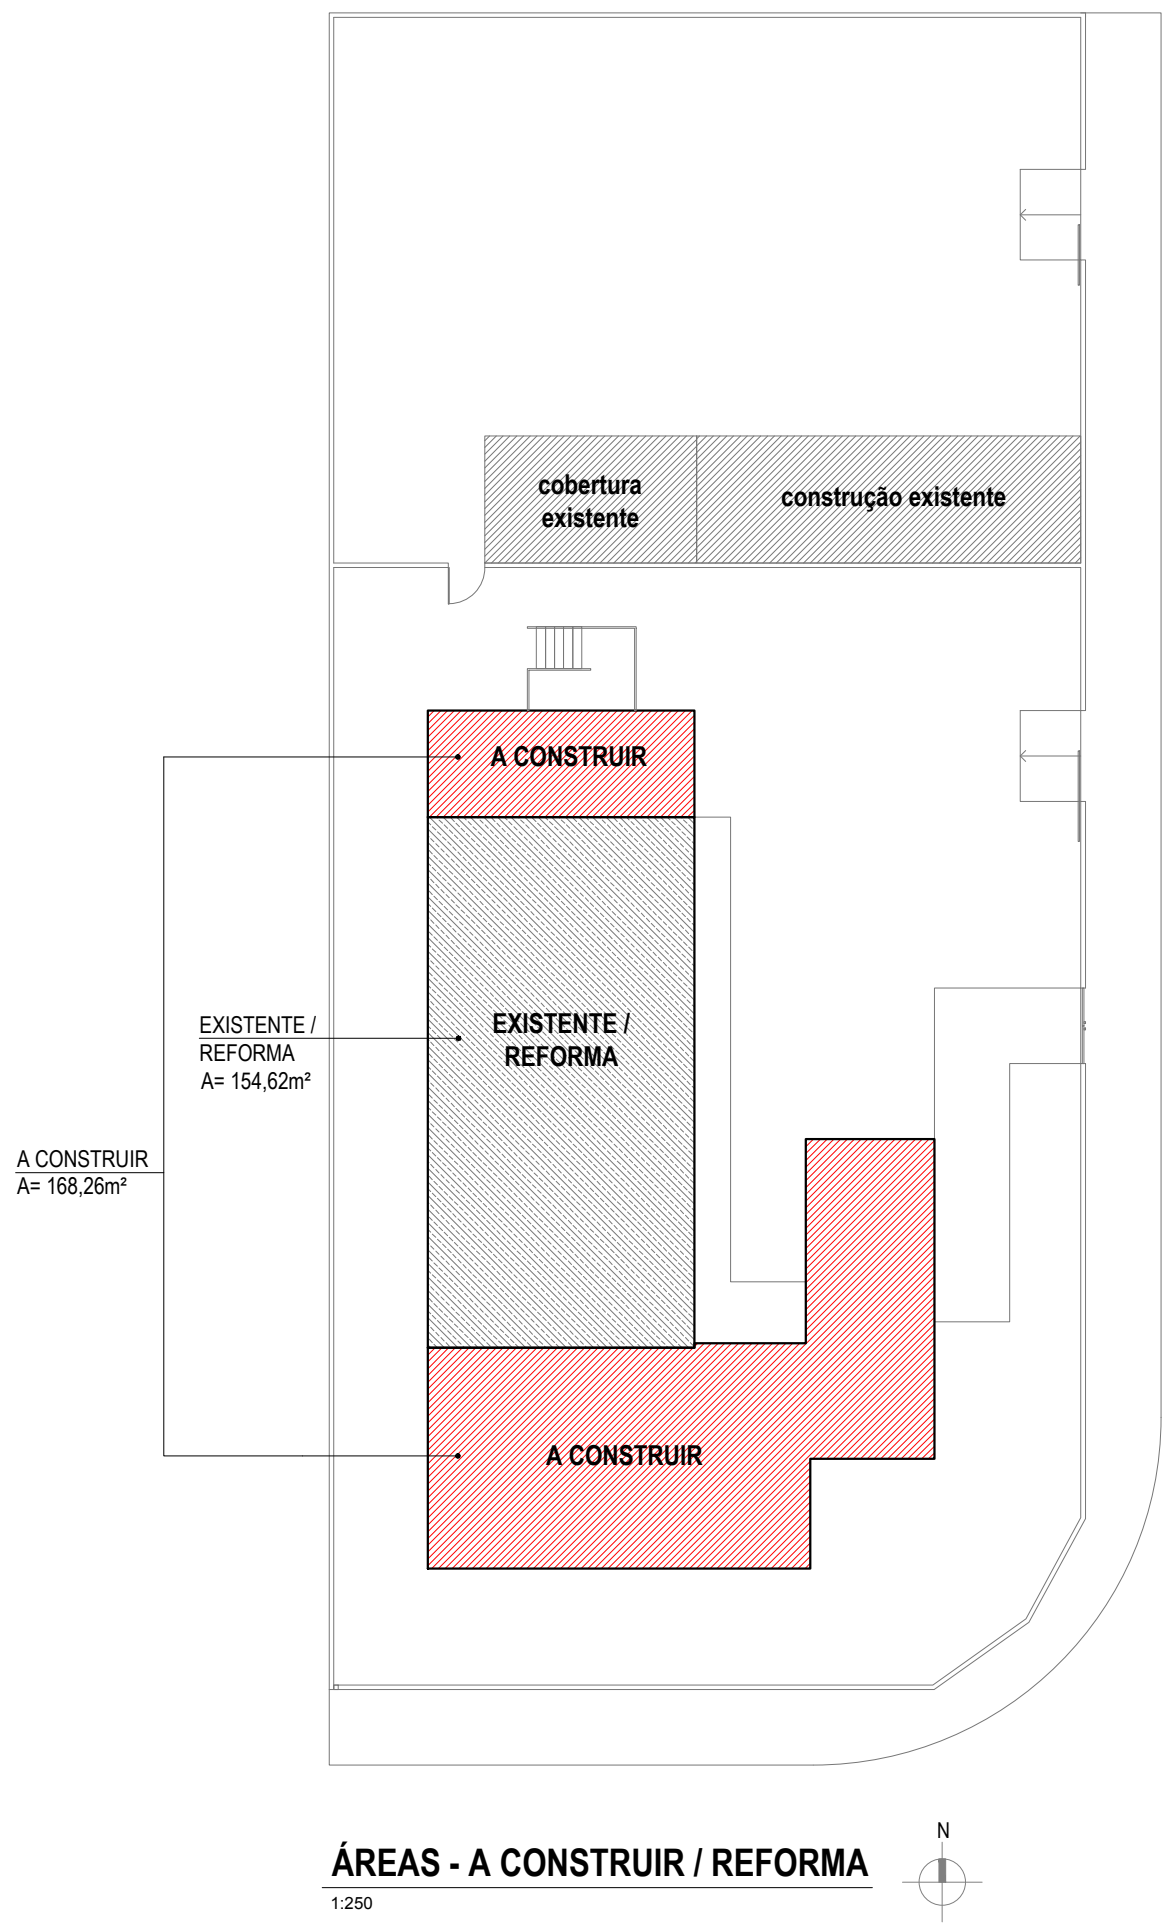 cobertura
existente
construção existente
A CONSTRUIR
EXISTENTE /
REFORMA
A= 154,62m²
EXISTENTE /
REFORMA
A CONSTRUIR
A= 168,26m²
A CONSTRUIR
ÁREAS - A CONSTRUIR / REFORMA
1:250
N